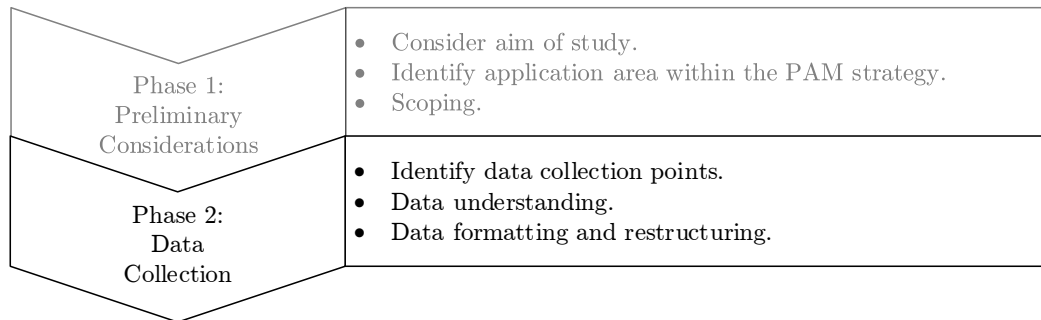 Phase 1:
Preliminary
Considerations
• Consider aim of study.
• Identify application area within the PAM strategy.
• Scoping.
Phase 2:
Data
Collection
• Identify data collection points.
• Data understanding.
• Data formatting and restructuring.